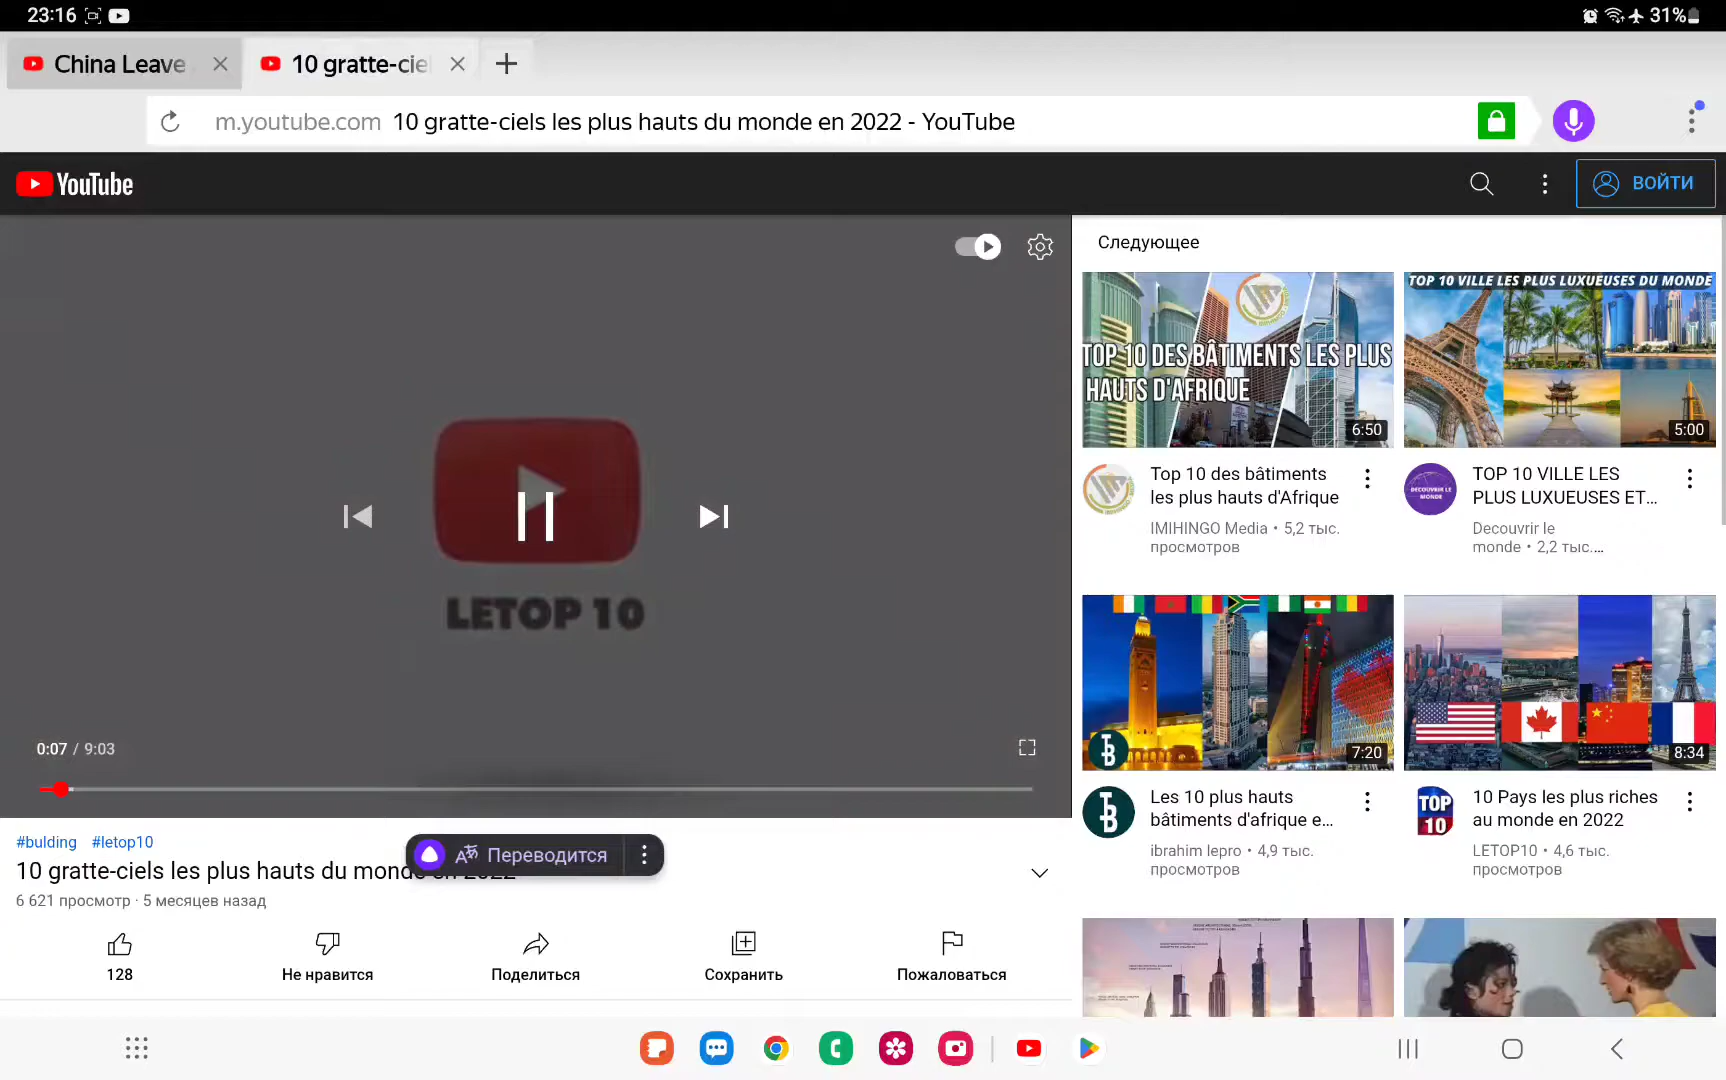 23:16
31%
China Leave
10 gratte-ciel
m.youtube.com 10 gratte-ciels les plus hauts du monde en 2022 - YouTube
YouTube
ВОЙТИ
LETOP 10
0:07 / 9:03
#bulding #letop10
10 gratte-ciels les plus hauts du monde en 2022
Переводится
6 621 просмотр · 5 месяцев назад
128
Не нравится
Поделиться
Сохранить
Пожаловаться
Следующее
TOP 10 DES BÂTIMENTS LES PLUS
HAUTS D'AFRIQUE
6:50
Top 10 des bâtiments
les plus hauts d'Afrique
IMIHINGO Media • 5,2 тыс.
просмотров
TOP 10 VILLE LES PLUS LUXUEUSES DU MONDE
5:00
DECOUVRIR LE
MONDE
TOP 10 VILLE LES
PLUS LUXUEUSES ET...
Decouvrir le
monde • 2,2 тыс....
7:20
Les 10 plus hauts
bâtiments d'afrique e...
ibrahim lepro • 4,9 тыс.
просмотров
8:34
TOP
10
10 Pays les plus riches
au monde en 2022
LETOP10 • 4,6 тыс.
просмотров